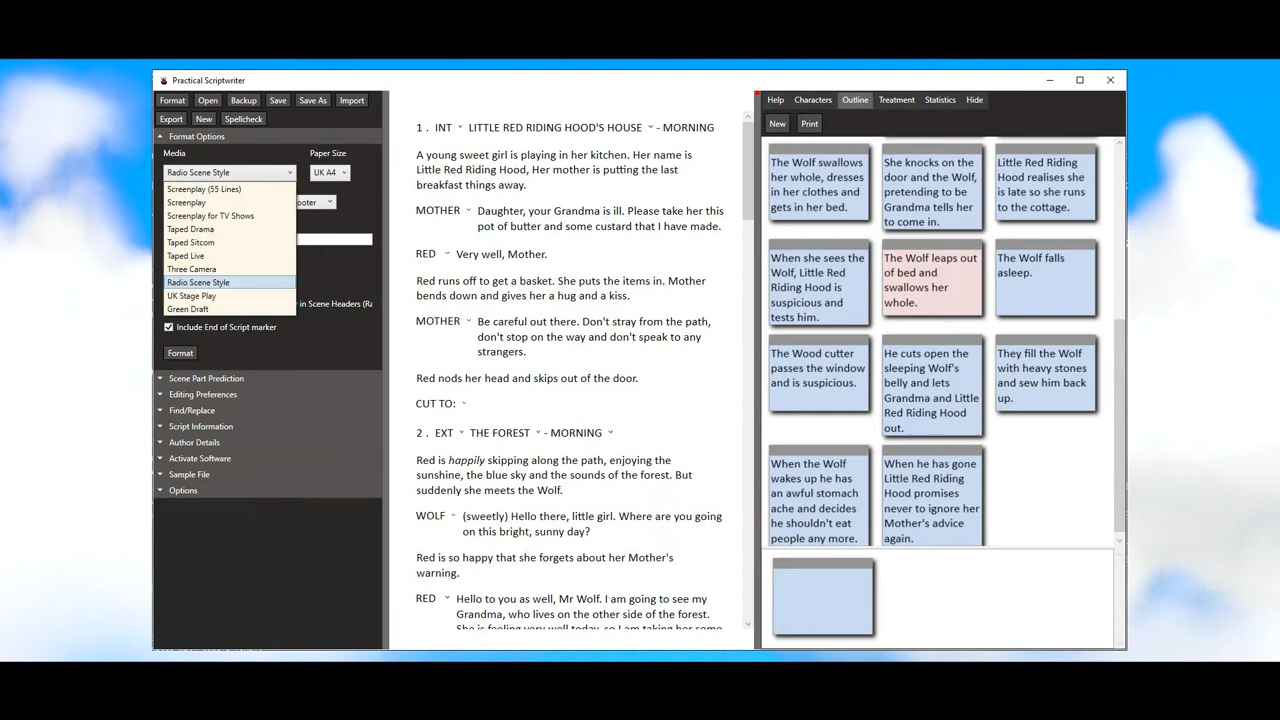 Practical Scriptwriter
Format Open Backup Save Save As Import
Export New Spellcheck
Format Options
Media Paper Size
Radio Scene Style UK A4
Screenplay (55 Lines)
Screenplay
Screenplay for TV Shows
Taped Drama
Taped Sitcom
Taped Live
Three Camera
Radio Scene Style
UK Stage Play
Green Draft
ooter
in Scene Headers (Ra
Include End of Script marker
Format
Scene Part Prediction
Editing Preferences
Find/Replace
Script Information
Author Details
Activate Software
Sample File
Options
1 . INT LITTLE RED RIDING HOOD'S HOUSE - MORNING
A young sweet girl is playing in her kitchen. Her name is
Little Red Riding Hood, Her mother is putting the last
breakfast things away.
MOTHER Daughter, your Grandma is ill. Please take her this
pot of butter and some custard that I have made.
RED Very well, Mother.
Red runs off to get a basket. She puts the items in. Mother
bends down and gives her a hug and a kiss.
MOTHER Be careful out there. Don't stray from the path,
don't stop on the way and don't speak to any
strangers.
Red nods her head and skips out of the door.
CUT TO:
2 . EXT THE FOREST - MORNING
Red is happily skipping along the path, enjoying the
sunshine, the blue sky and the sounds of the forest. But
suddenly she meets the Wolf.
WOLF (sweetly) Hello there, little girl. Where are you going
on this bright, sunny day?
Red is so happy that she forgets about her Mother's
warning.
RED Hello to you as well, Mr Wolf. I am going to see my
Grandma, who lives on the other side of the forest.
She is feeling very well today, so I am taking her some
Help Characters Outline Treatment Statistics Hide
New Print
The Wolf swallows
her whole, dresses
in her clothes and
gets in her bed.
She knocks on the
door and the Wolf,
pretending to be
Grandma tells her
to come in.
Little Red Riding
Hood realises she
is late so she runs
to the cottage.
When she sees the
Wolf, Little Red
Riding Hood is
suspicious and
tests him.
The Wolf leaps out
of bed and
swallows her
whole.
The Wolf falls
asleep.
The Wood cutter
passes the window
and is suspicious.
He cuts open the
sleeping Wolf's
belly and lets
Grandma and Little
Red Riding Hood
out.
They fill the Wolf
with heavy stones
and sew him back
up.
When the Wolf
wakes up he has
an awful stomach
ache and decides
he shouldn't eat
people any more.
When he has gone
Little Red Riding
Hood promises
never to ignore her
Mother's advice
again.